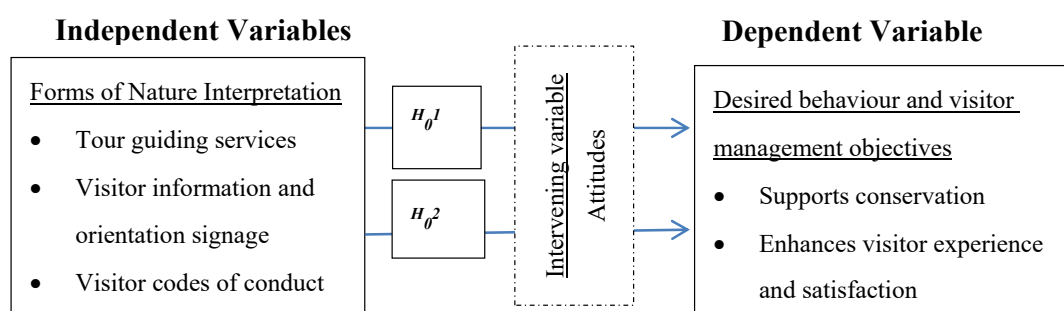 Independent Variables
Forms of Nature Interpretation
• Tour guiding services
• Visitor information and
orientation signage
• Visitor codes of conduct
H₀1
H₀2
Intervening variable
Attitudes
Dependent Variable
Desired behaviour and visitor
management objectives
• Supports conservation
• Enhances visitor experience
and satisfaction